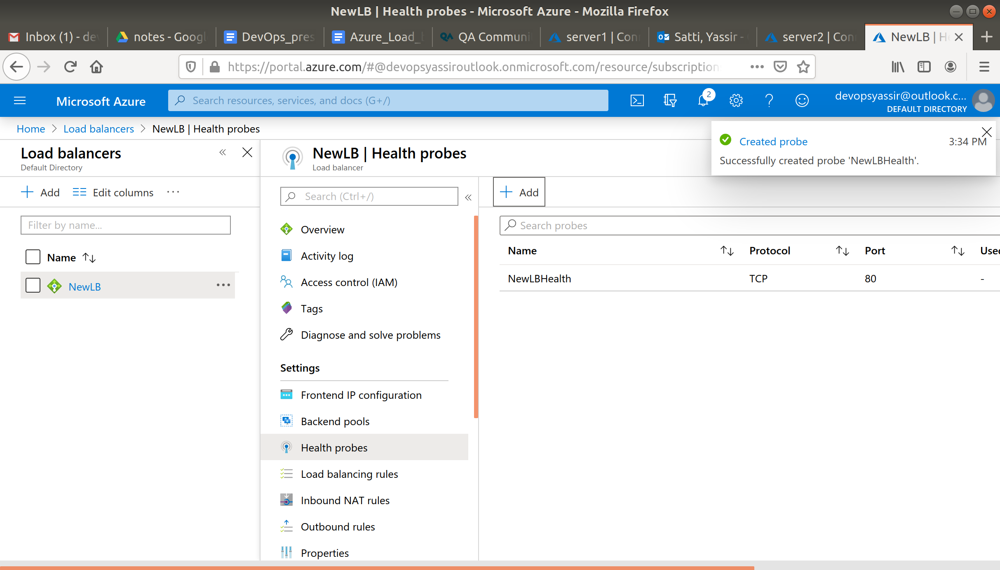 NewLB | Health probes - Microsoft Azure - Mozilla Firefox
Inbox (1) - de
notes - Googl
DevOps_pres
Azure_Load_
QA Communi
server1 | Con
Satti, Yassir -
server2 | Con
NewLB | He
https://portal.azure.com/#@devopsyassiroutlook.onmicrosoft.com/resource/subscription
Microsoft Azure
Search resources, services, and docs (G+/)
2
devopsyassir@outlook.c...
DEFAULT DIRECTORY
Home > Load balancers > NewLB | Health probes
Created probe
3:34 PM
Successfully created probe 'NewLBHealth'.
Load balancers
Default Directory
Add
Edit columns
Filter by name...
Name
NewLB
NewLB | Health probes
Load balancer
Search (Ctrl+/)
Overview
Activity log
Access control (IAM)
Tags
Diagnose and solve problems
Settings
Frontend IP configuration
Backend pools
Health probes
Load balancing rules
Inbound NAT rules
Outbound rules
Properties
Add
Search probes
Name Protocol Port Used
NewLBHealth TCP 80 -